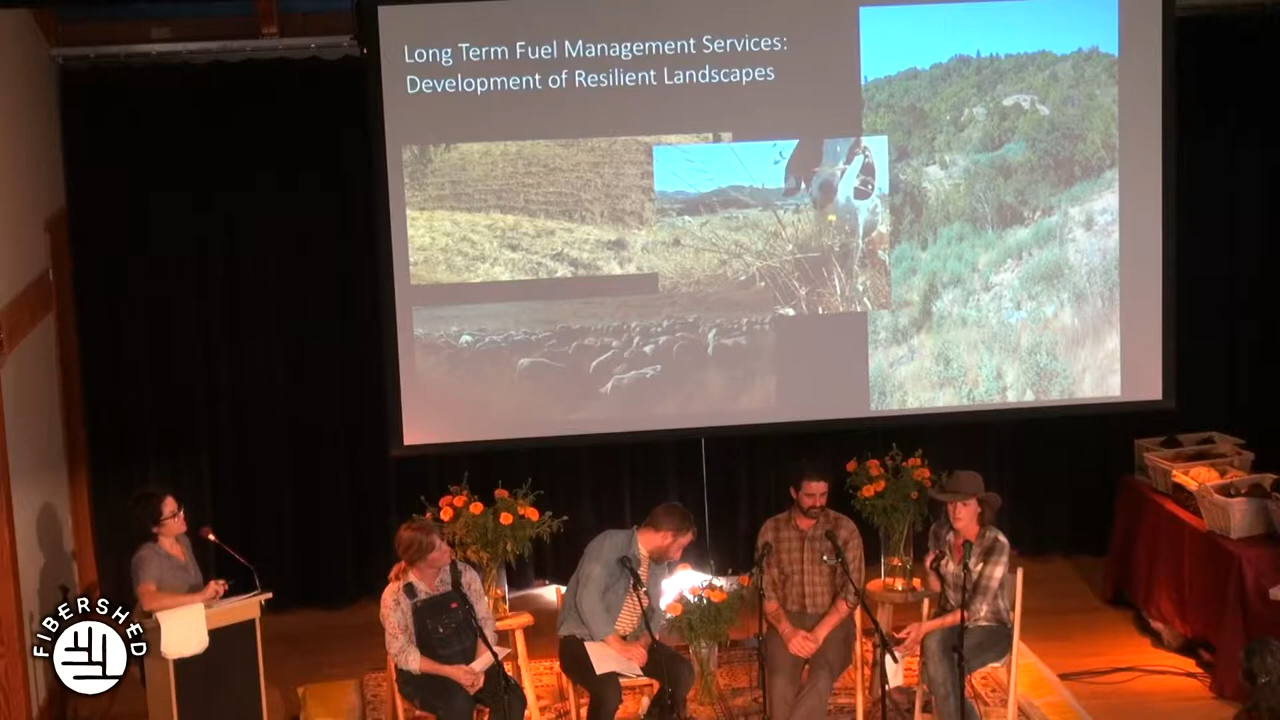 Long Term Fuel Management Services:
Development of Resilient Landscapes
FIBERSHED